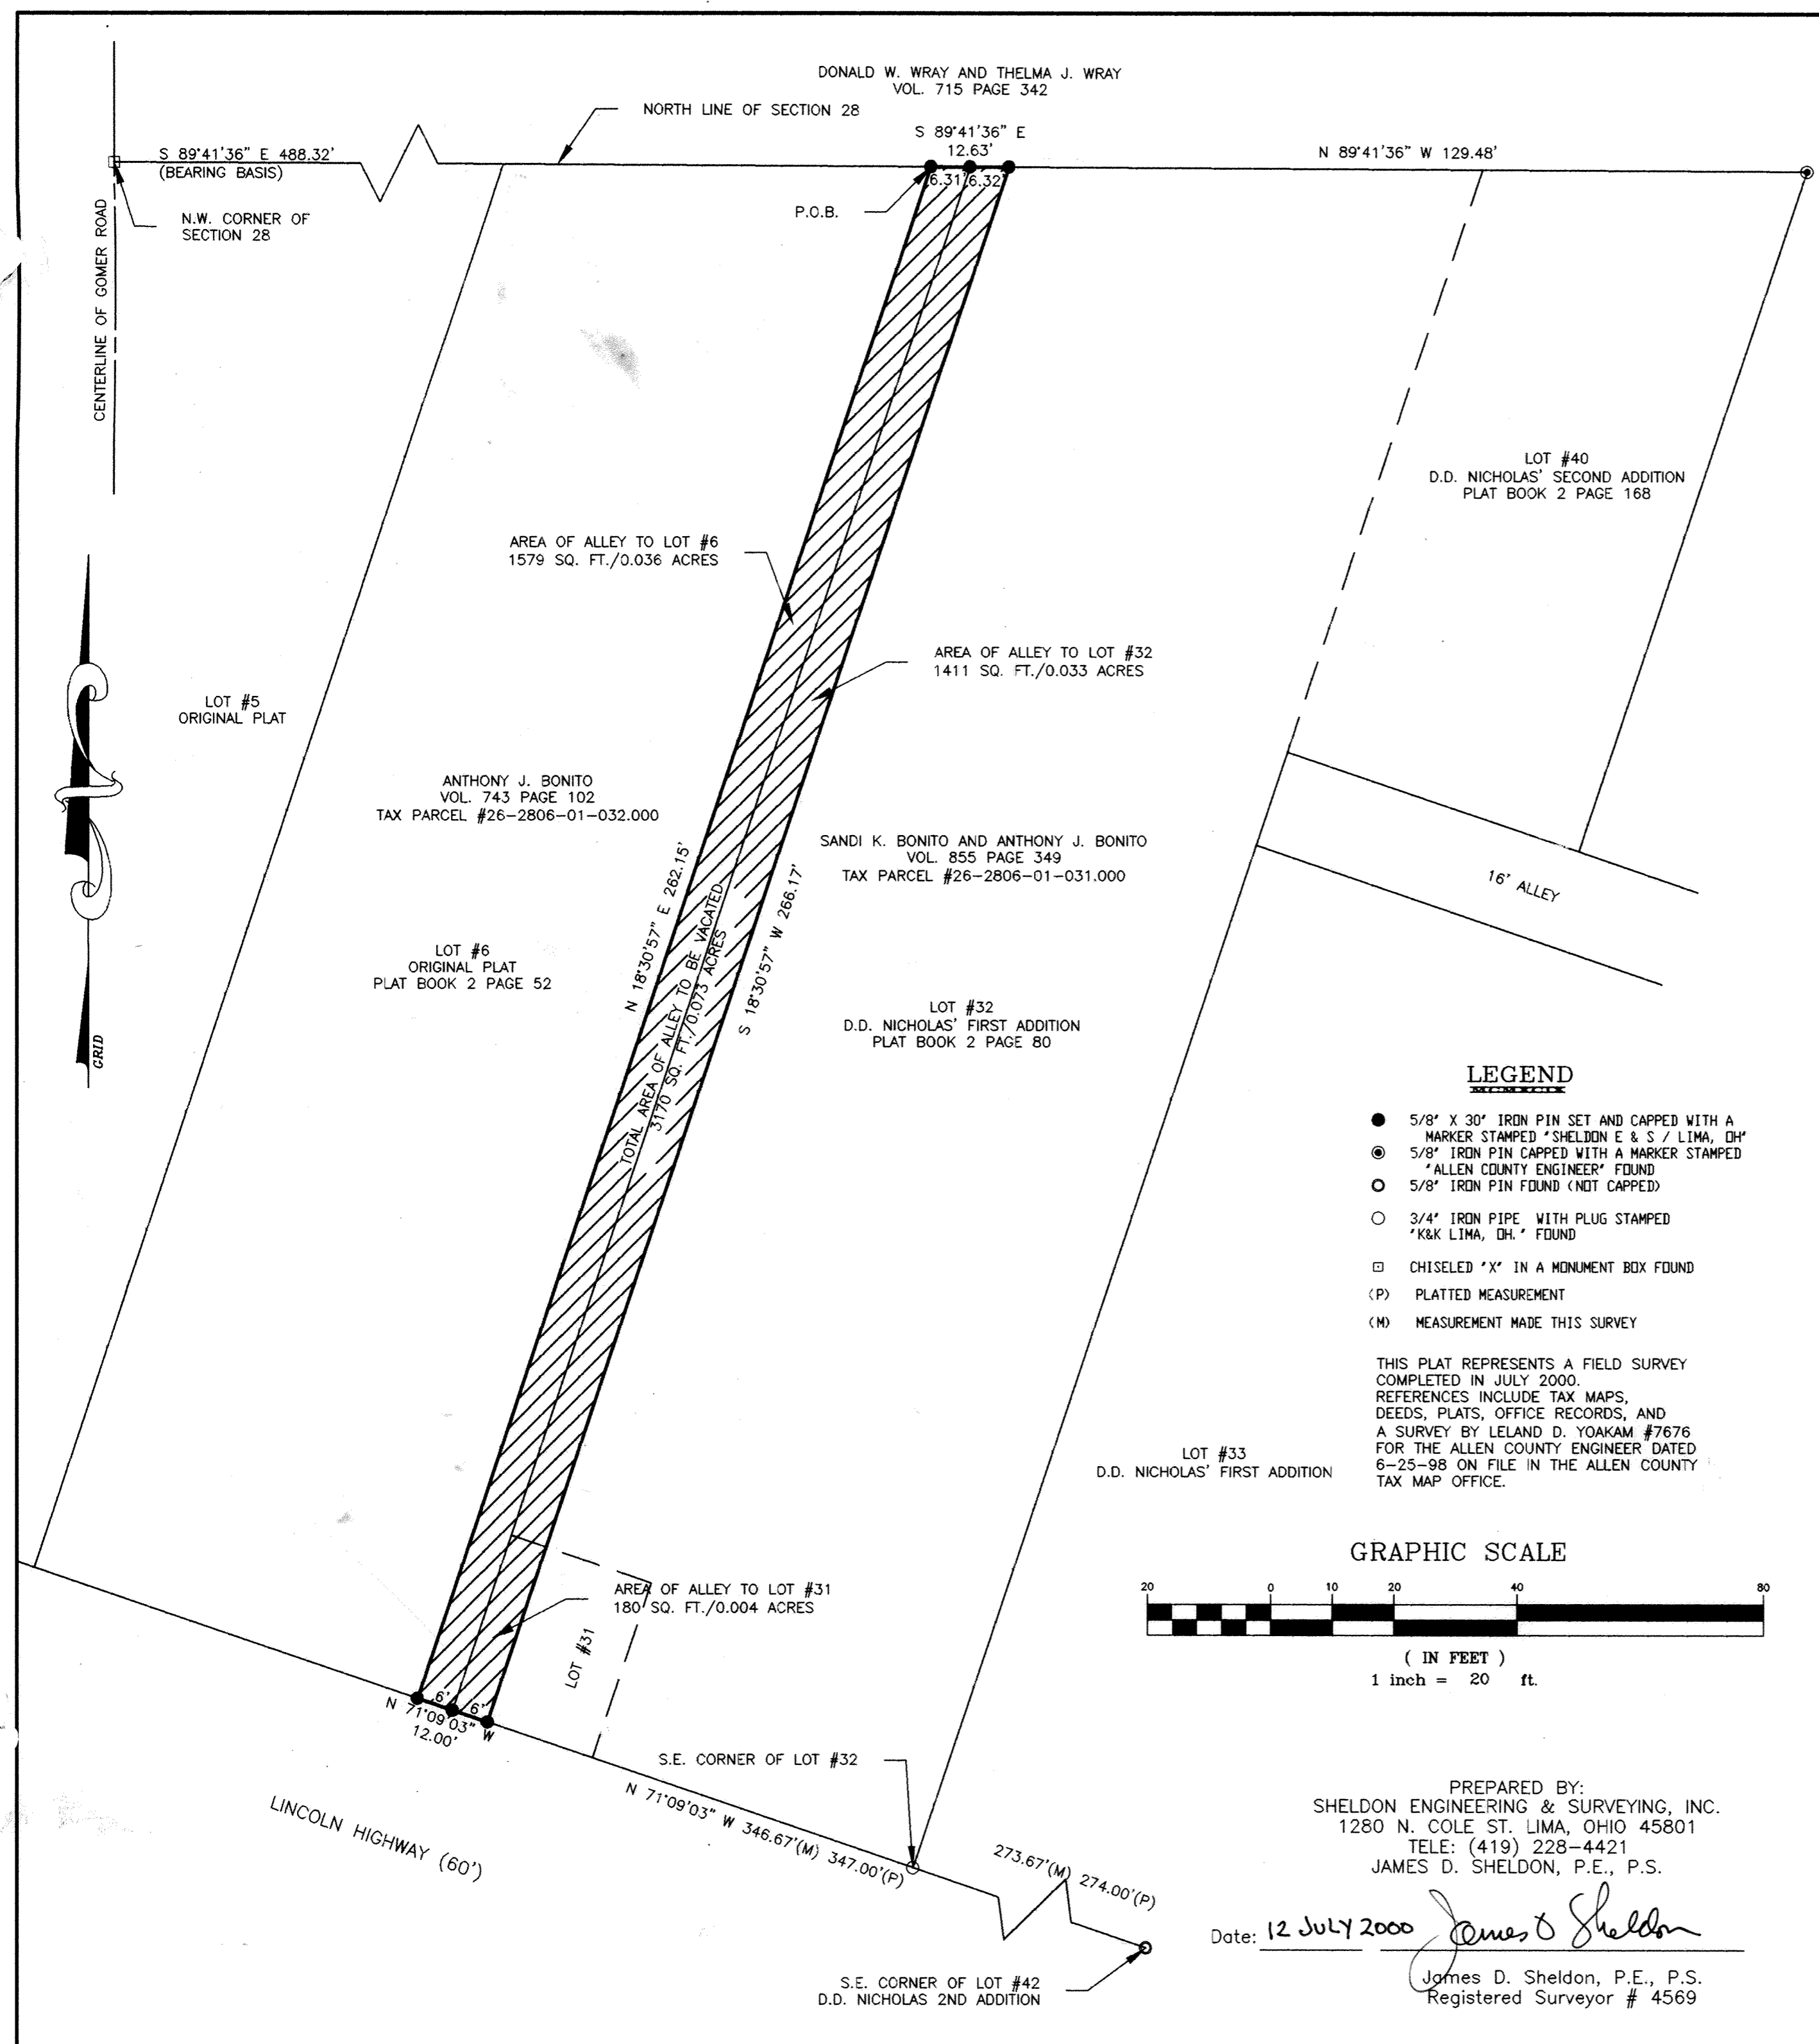 DONALD W. WRAY AND THELMA J. WRAY
VOL. 715 PAGE 342
NORTH LINE OF SECTION 28
S 89°41'36" E
12.63'
S 89°41'36" E 488.32'
(BEARING BASIS)
N 89°41'36" W 129.48'
6.31' 6.32'
P.O.B.
N.W. CORNER OF
SECTION 28
CENTERLINE OF GOMER ROAD
LOT #40
D.D. NICHOLAS' SECOND ADDITION
PLAT BOOK 2 PAGE 168
AREA OF ALLEY TO LOT #6
1579 SQ. FT./0.036 ACRES
AREA OF ALLEY TO LOT #32
1411 SQ. FT./0.033 ACRES
LOT #5
ORIGINAL PLAT
ANTHONY J. BONITO
VOL. 743 PAGE 102
TAX PARCEL #26-2806-01-032.000
SANDI K. BONITO AND ANTHONY J. BONITO
VOL. 855 PAGE 349
TAX PARCEL #26-2806-01-031.000
16' ALLEY
N 18°30'57" E 262.15'
TOTAL AREA OF ALLEY TO BE VACATED
3170 SQ. FT./0.073 ACRES
S 18°30'57" W 266.17'
LOT #6
ORIGINAL PLAT
PLAT BOOK 2 PAGE 52
LOT #32
D.D. NICHOLAS' FIRST ADDITION
PLAT BOOK 2 PAGE 80
GRID
LEGEND
MCMXCIX
5/8" X 30" IRON PIN SET AND CAPPED WITH A
MARKER STAMPED "SHELDON E & S / LIMA, OH"
5/8" IRON PIN CAPPED WITH A MARKER STAMPED
"ALLEN COUNTY ENGINEER" FOUND
5/8" IRON PIN FOUND (NOT CAPPED)
3/4" IRON PIPE WITH PLUG STAMPED
"K&K LIMA, OH." FOUND
CHISELED "X" IN A MONUMENT BOX FOUND
(P) PLATTED MEASUREMENT
(M) MEASUREMENT MADE THIS SURVEY
THIS PLAT REPRESENTS A FIELD SURVEY
COMPLETED IN JULY 2000.
REFERENCES INCLUDE TAX MAPS,
DEEDS, PLATS, OFFICE RECORDS, AND
A SURVEY BY LELAND D. YOAKAM #7676
FOR THE ALLEN COUNTY ENGINEER DATED
6-25-98 ON FILE IN THE ALLEN COUNTY
TAX MAP OFFICE.
LOT #33
D.D. NICHOLAS' FIRST ADDITION
GRAPHIC SCALE
20 0 10 20 40 80
( IN FEET )
1 inch = 20 ft.
AREA OF ALLEY TO LOT #31
180 SQ. FT./0.004 ACRES
LOT #31
6' 6'
N 71°09'03" W
12.00'
S.E. CORNER OF LOT #32
N 71°09'03" W 346.67'(M) 347.00'(P)
LINCOLN HIGHWAY (60')
273.67'(M) 274.00'(P)
S.E. CORNER OF LOT #42
D.D. NICHOLAS 2ND ADDITION
PREPARED BY:
SHELDON ENGINEERING & SURVEYING, INC.
1280 N. COLE ST. LIMA, OHIO 45801
TELE: (419) 228-4421
JAMES D. SHELDON, P.E., P.S.
Date: 12 JULY 2000 James D Sheldon
James D. Sheldon, P.E., P.S.
Registered Surveyor # 4569